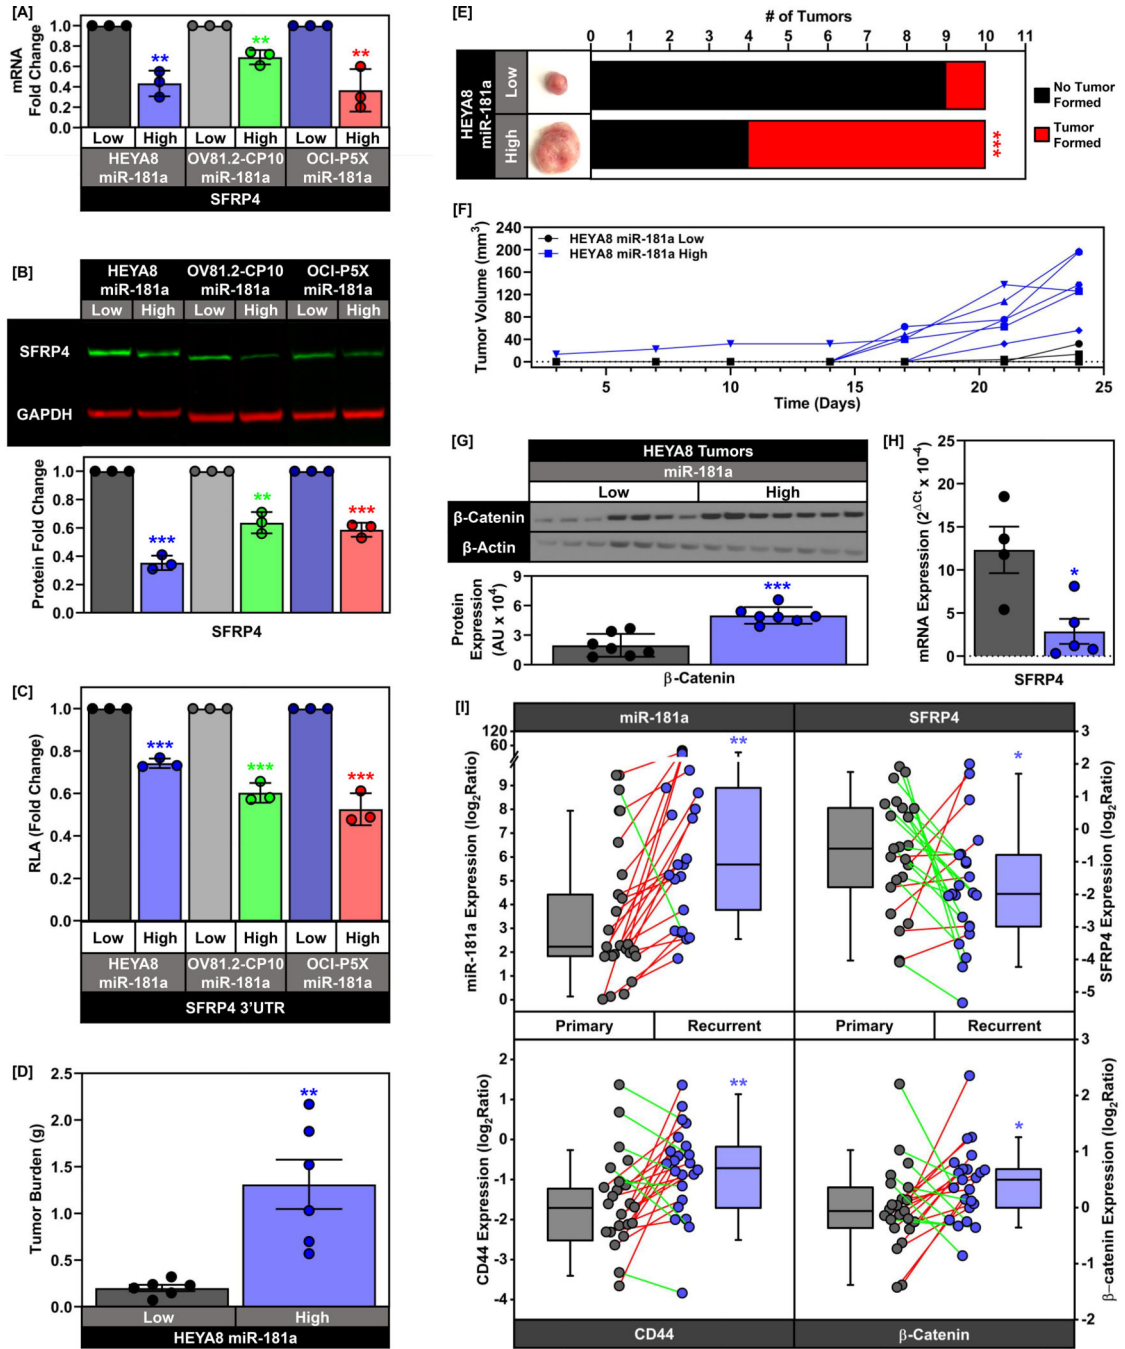 [A]
mRNA
Fold Change
1.0
0.8
0.6
0.4
0.2
0.0
**
**
**
Low High Low High Low High
HEYA8 OV81.2-CP10 OCI-P5X
miR-181a miR-181a miR-181a
SFRP4
[B]
HEYA8 OV81.2-CP10 OCI-P5X
miR-181a miR-181a miR-181a
Low High Low High Low High
SFRP4
GAPDH
Protein Fold Change
1.0
0.8
0.6
0.4
0.2
0.0
***
**
***
SFRP4
[C]
RLA (Fold Change)
1.0
0.8
0.6
0.4
0.2
0.0
***
***
***
Low High Low High Low High
HEYA8 OV81.2-CP10 OCI-P5X
miR-181a miR-181a miR-181a
SFRP4 3'UTR
[D]
Tumor Burden (g)
2.5
2.0
1.5
1.0
0.5
0.0
**
Low High
HEYA8 miR-181a
[E]
# of Tumors
0 1 2 3 4 5 6 7 8 9 10 11
HEYA8
miR-181a
Low
High
***
No Tumor
Formed
Tumor
Formed
[F]
Tumor Volume (mm3)
240
200
160
120
80
40
0
HEYA8 miR-181a Low
HEYA8 miR-181a High
5 10 15 20 25
Time (Days)
[G]
HEYA8 Tumors
miR-181a
Low High
β-Catenin
β-Actin
Protein
Expression
(AU x 10^4)
9
6
3
0
***
β-Catenin
[H]
mRNA Expression (2^ΔCt x 10^-4)
25
20
15
10
5
0
*
SFRP4
[I]
miR-181a SFRP4
miR-181a Expression (log2Ratio)
120
60
9
8
7
6
5
4
3
2
1
0
**
*
3
2
1
0
-1
-2
-3
-4
-5
SFRP4 Expression (log2Ratio)
Primary Recurrent Primary Recurrent
CD44 Expression (log2Ratio)
2
1
0
-1
-2
-3
-4
**
*
3
2
1
0
-1
-2
β-catenin Expression (log2Ratio)
CD44 β-Catenin